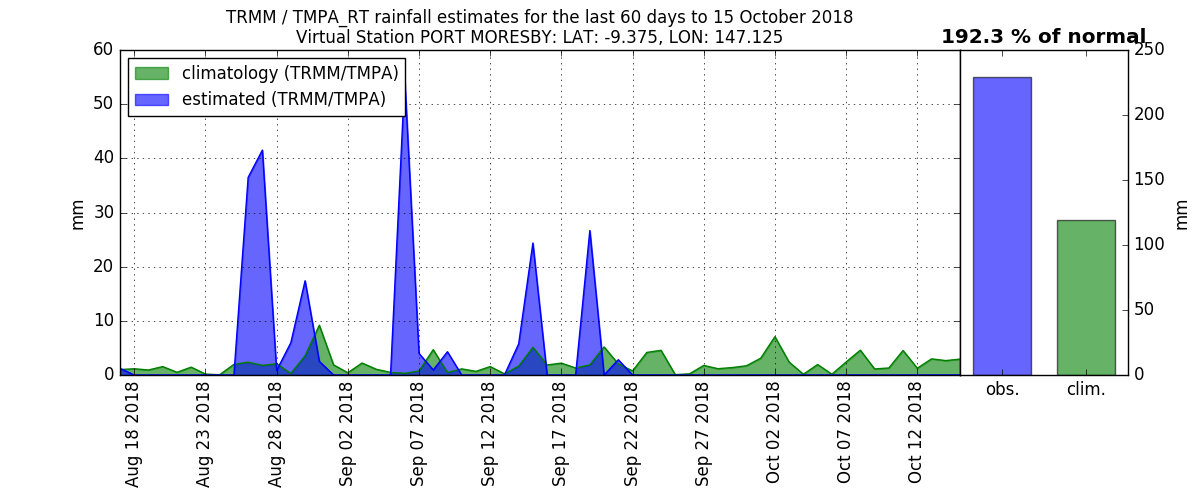 TRMM / TMPA_RT rainfall estimates for the last 60 days to 15 October 2018
Virtual Station PORT MORESBY: LAT: -9.375, LON: 147.125
192.3 % of normal
climatology (TRMM/TMPA)
estimated (TRMM/TMPA)
60
50
40
30
20
10
0
mm
Aug 18 2018
Aug 23 2018
Aug 28 2018
Sep 02 2018
Sep 07 2018
Sep 12 2018
Sep 17 2018
Sep 22 2018
Sep 27 2018
Oct 02 2018
Oct 07 2018
Oct 12 2018
250
200
150
100
50
0
mm
obs.
clim.